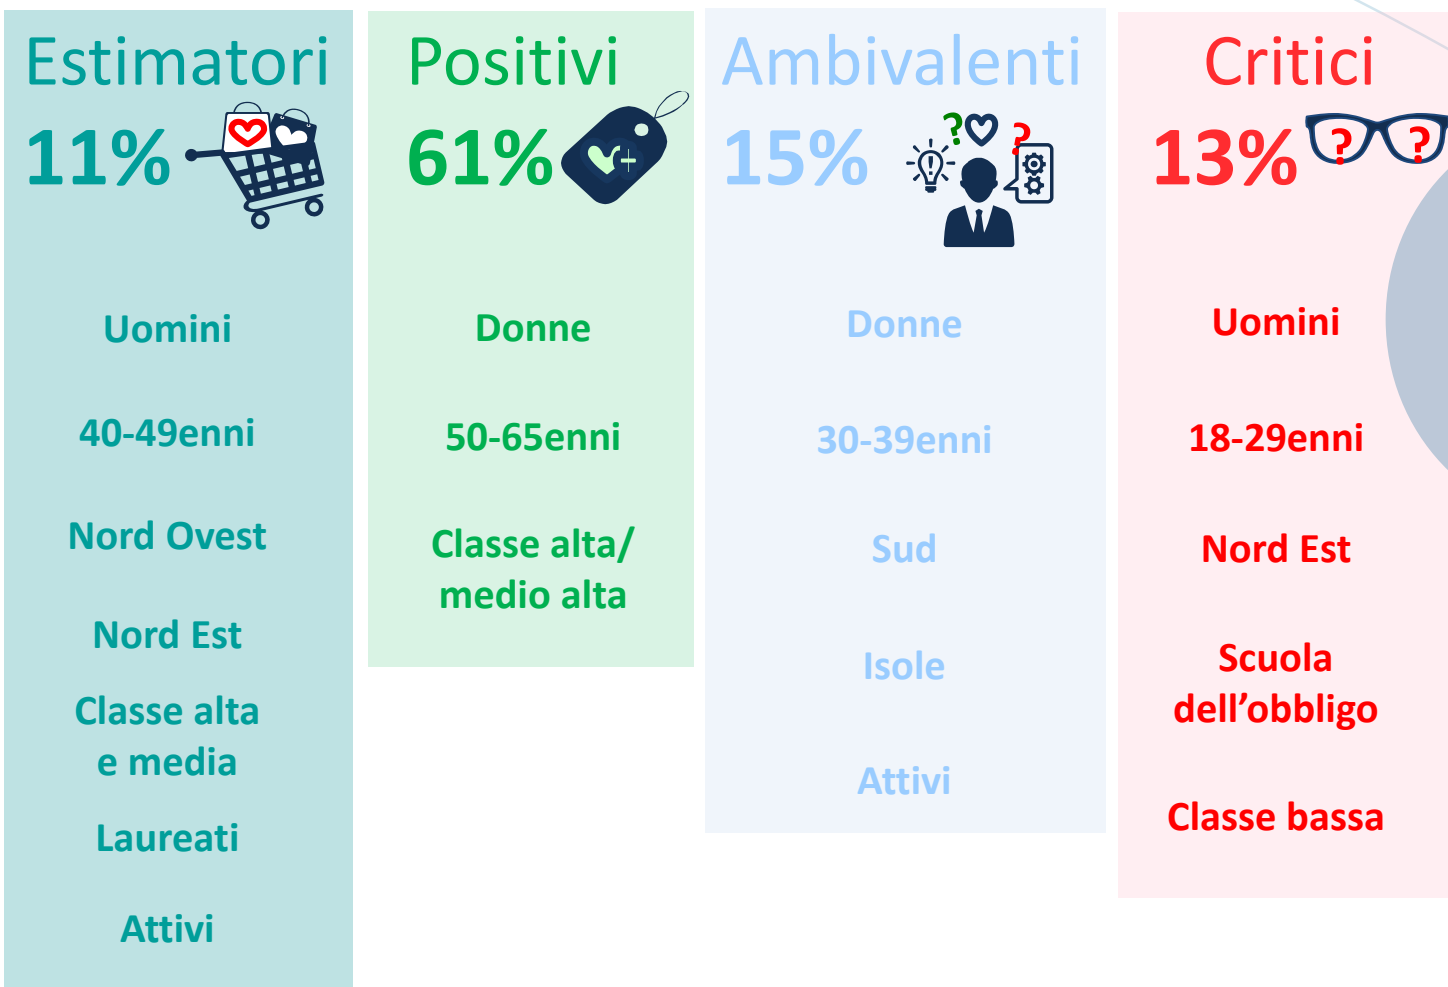 Estimatori
11%
Uomini
40-49enni
Nord Ovest
Nord Est
Classe alta
e media
Laureati
Attivi
Positivi
61%
Donne
50-65enni
Classe alta/
medio alta
Ambivalenti
15%
? ?
!
Donne
30-39enni
Sud
Isole
Attivi
Critici
13%
? ?
Uomini
18-29enni
Nord Est
Scuola
dell’obbligo
Classe bassa